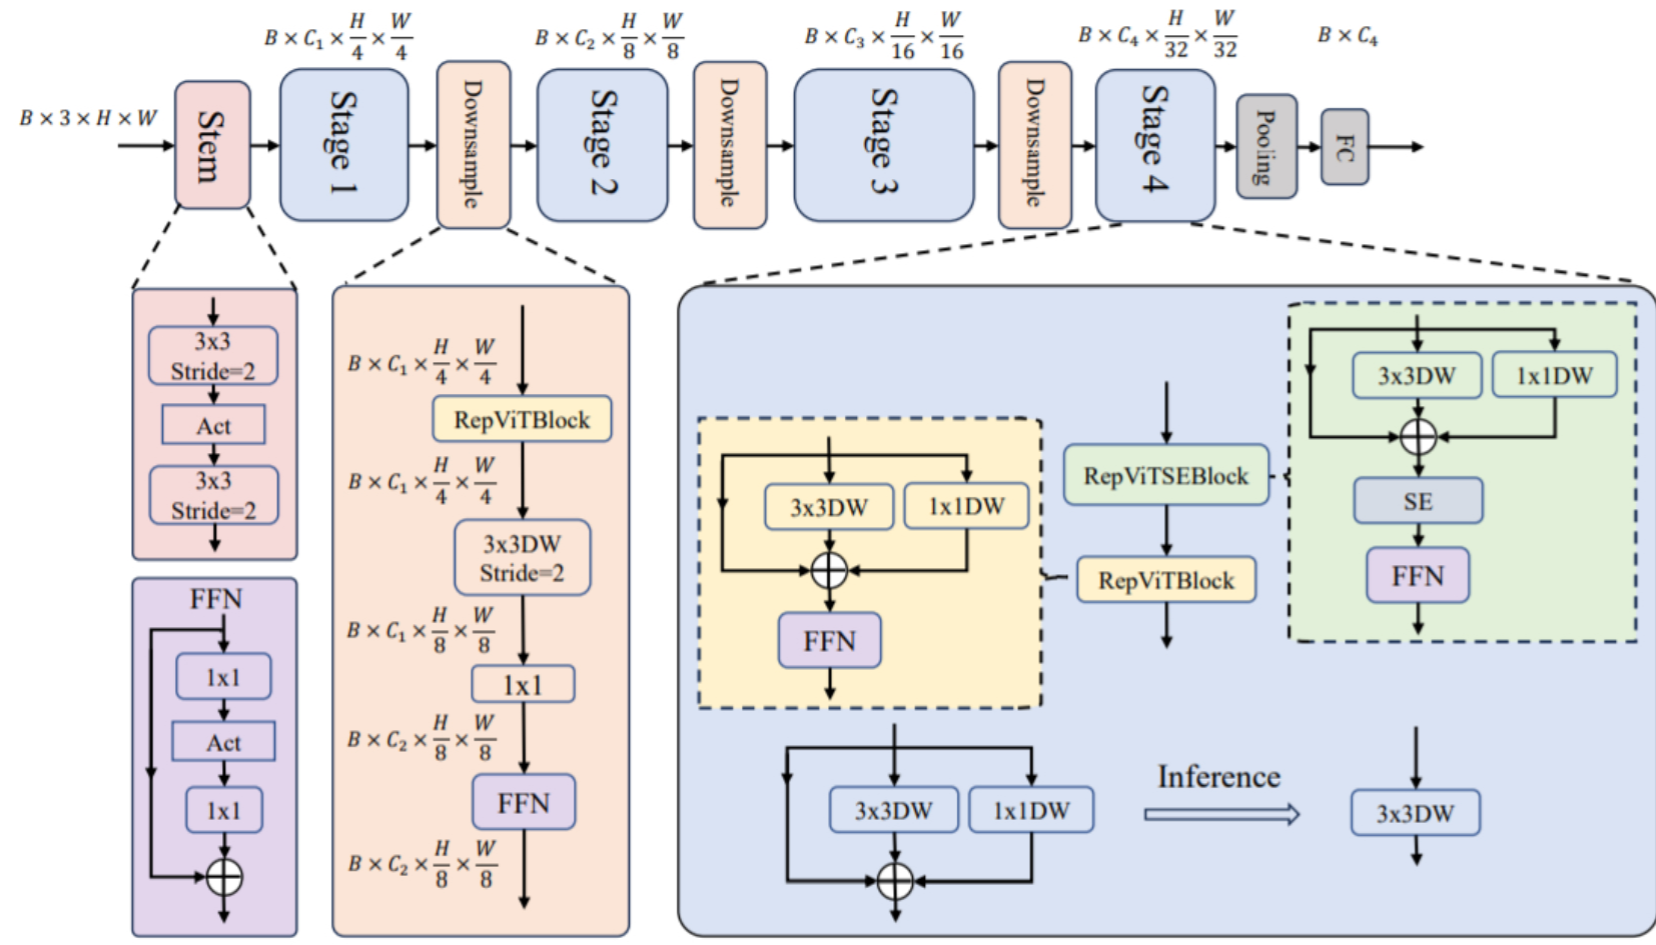 B × C₁ × H/4 × W/4
B × C₂ × H/8 × W/8
B × C₃ × H/16 × W/16
B × C₄ × H/32 × W/32
B × C₄
B × 3 × H × W
Stem
Stage 1
Downsample
Stage 2
Downsample
Stage 3
Downsample
Stage 4
Pooling
FC
3x3
Stride=2
Act
3x3
Stride=2
FFN
1x1
Act
1x1
B × C₁ × H/4 × W/4
RepViTBlock
B × C₁ × H/4 × W/4
3x3DW
Stride=2
B × C₁ × H/8 × W/8
1x1
B × C₂ × H/8 × W/8
FFN
B × C₂ × H/8 × W/8
3x3DW
1x1DW
FFN
RepViTSEBlock
RepViTBlock
3x3DW
1x1DW
SE
FFN
3x3DW
1x1DW
Inference
3x3DW